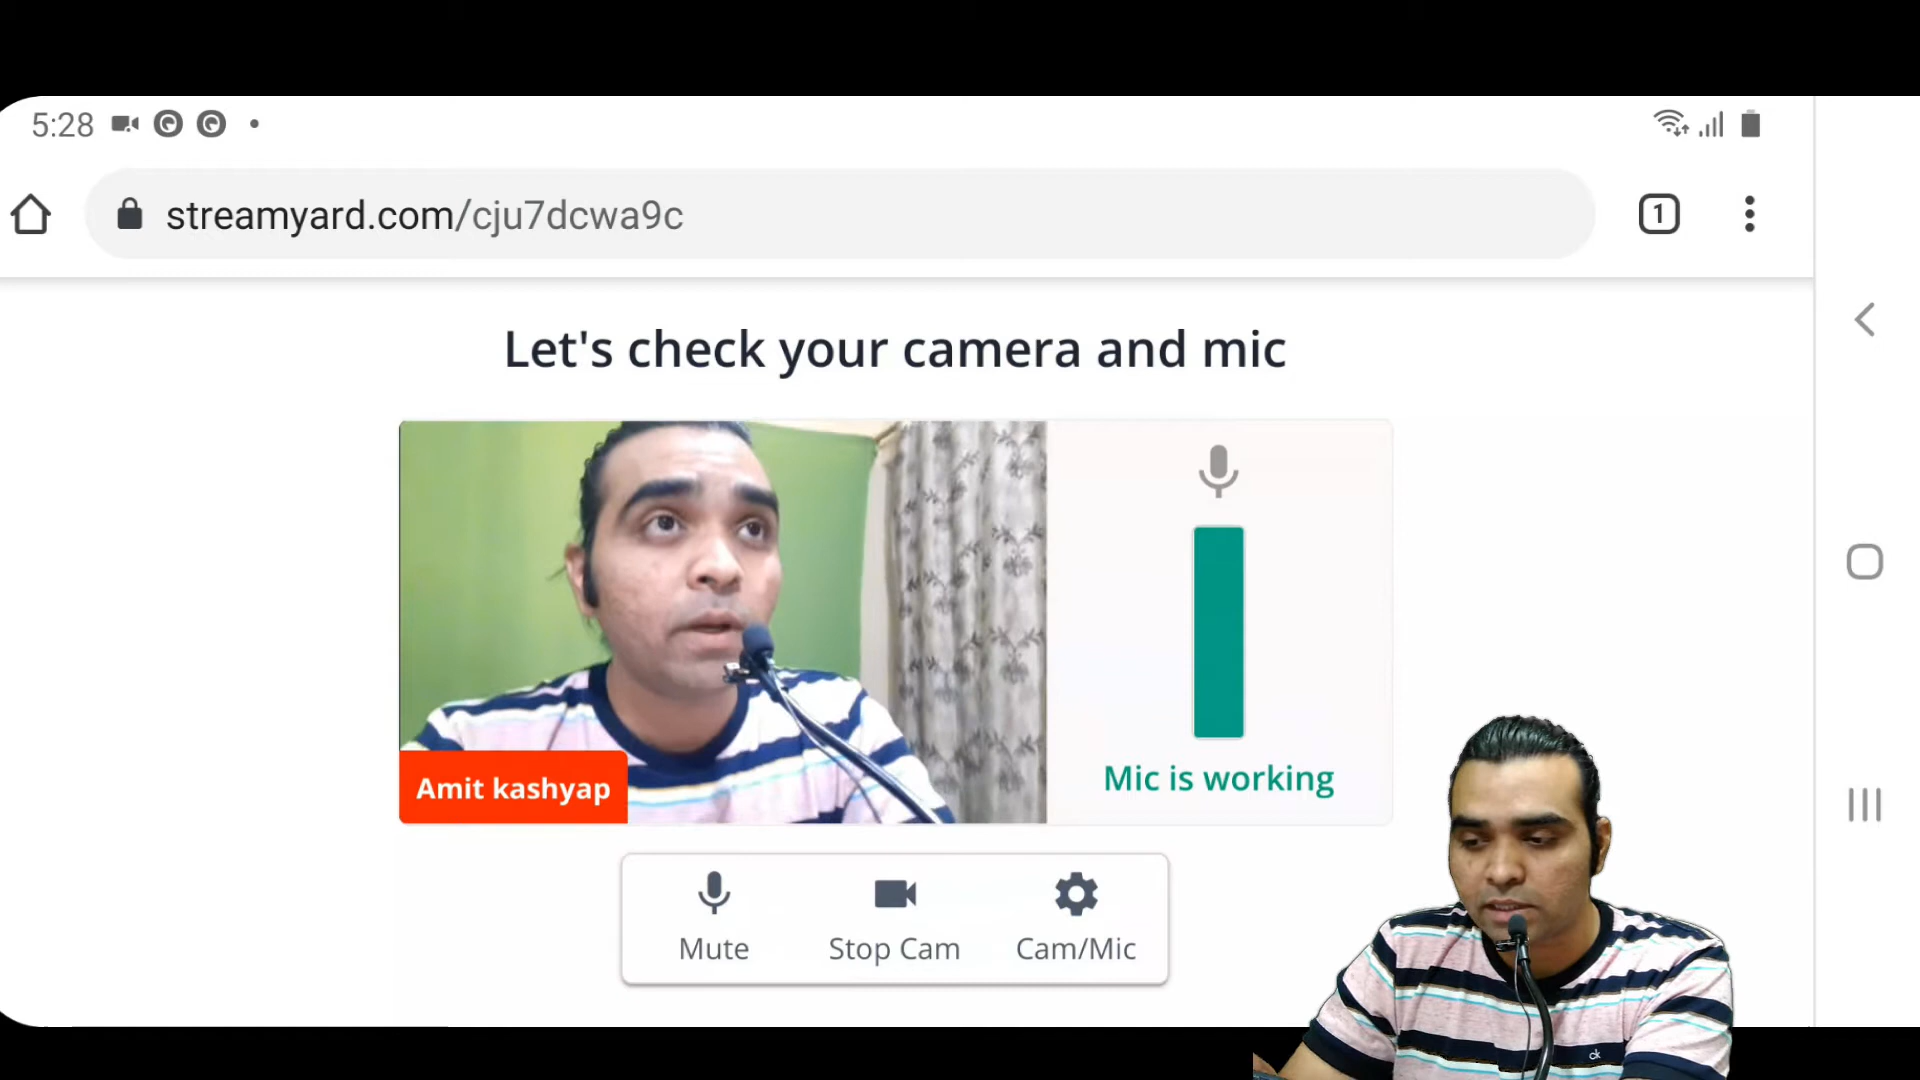 5:28
streamyard.com/cju7dcwa9c
1
Let's check your camera and mic
Amit kashyap
Mic is working
Mute
Stop Cam
Cam/Mic
ck